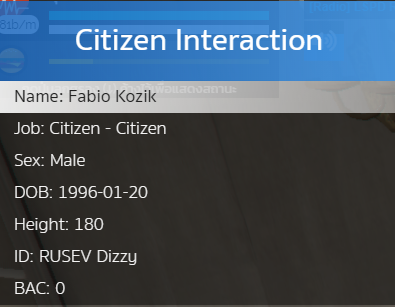 81b/m
Citizen Interaction
Name: Fabio Kozik
Job: Citizen - Citizen
Sex: Male
DOB: 1996-01-20
Height: 180
ID: RUSEV Dizzy
BAC: 0